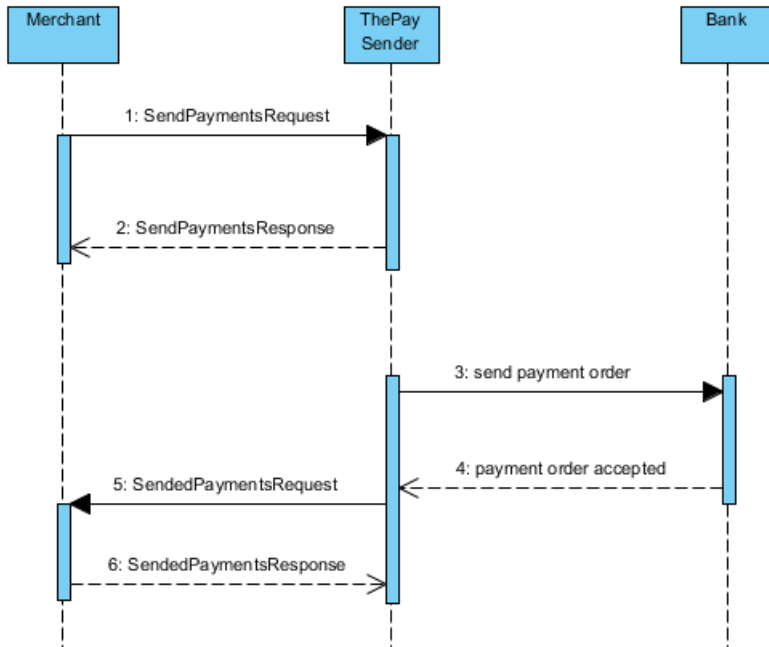 Merchant
ThePay
Sender
Bank
1: SendPaymentsRequest
2: SendPaymentsResponse
3: send payment order
4: payment order accepted
5: SendedPaymentsRequest
6: SendedPaymentsResponse